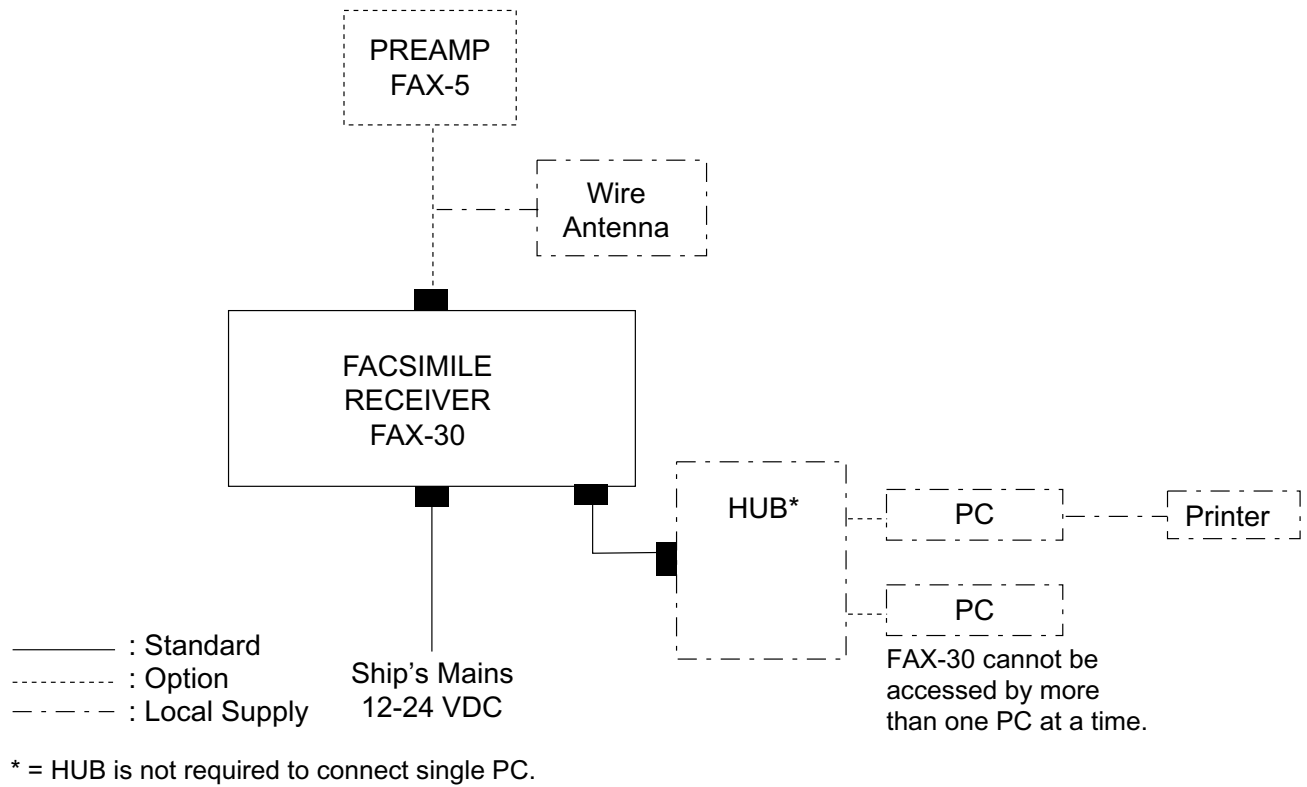 PREAMP
FAX-5
Wire
Antenna
FACSIMILE
RECEIVER
FAX-30
HUB*
PC
Printer
PC
FAX-30 cannot be
accessed by more
than one PC at a time.
Ship's Mains
12-24 VDC
: Standard
: Option
: Local Supply
* = HUB is not required to connect single PC.